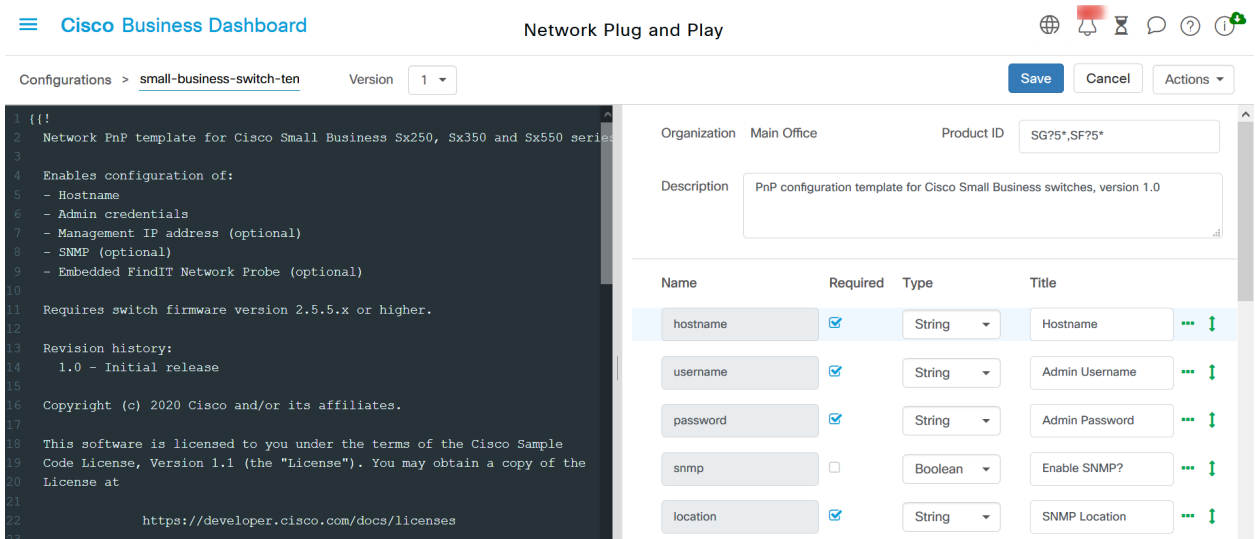 Cisco Business Dashboard
Network Plug and Play
Configurations > small-business-switch-ten
Version 1
Save Cancel Actions
1 {{!
2 Network PnP template for Cisco Small Business Sx250, Sx350 and Sx550 series
3
4 Enables configuration of:
5 - Hostname
6 - Admin credentials
7 - Management IP address (optional)
8 - SNMP (optional)
9 - Embedded FindIT Network Probe (optional)
10
11 Requires switch firmware version 2.5.5.x or higher.
12
13 Revision history:
14 1.0 - Initial release
15
16 Copyright (c) 2020 Cisco and/or its affiliates.
17
18 This software is licensed to you under the terms of the Cisco Sample
19 Code License, Version 1.1 (the "License"). You may obtain a copy of the
20 License at
21
22 https://developer.cisco.com/docs/licenses
23
Organization Main Office Product ID SG?5*,SF?5*
Description PnP configuration template for Cisco Small Business switches, version 1.0
Name Required Type Title
hostname String Hostname
username String Admin Username
password String Admin Password
snmp Boolean Enable SNMP?
location String SNMP Location